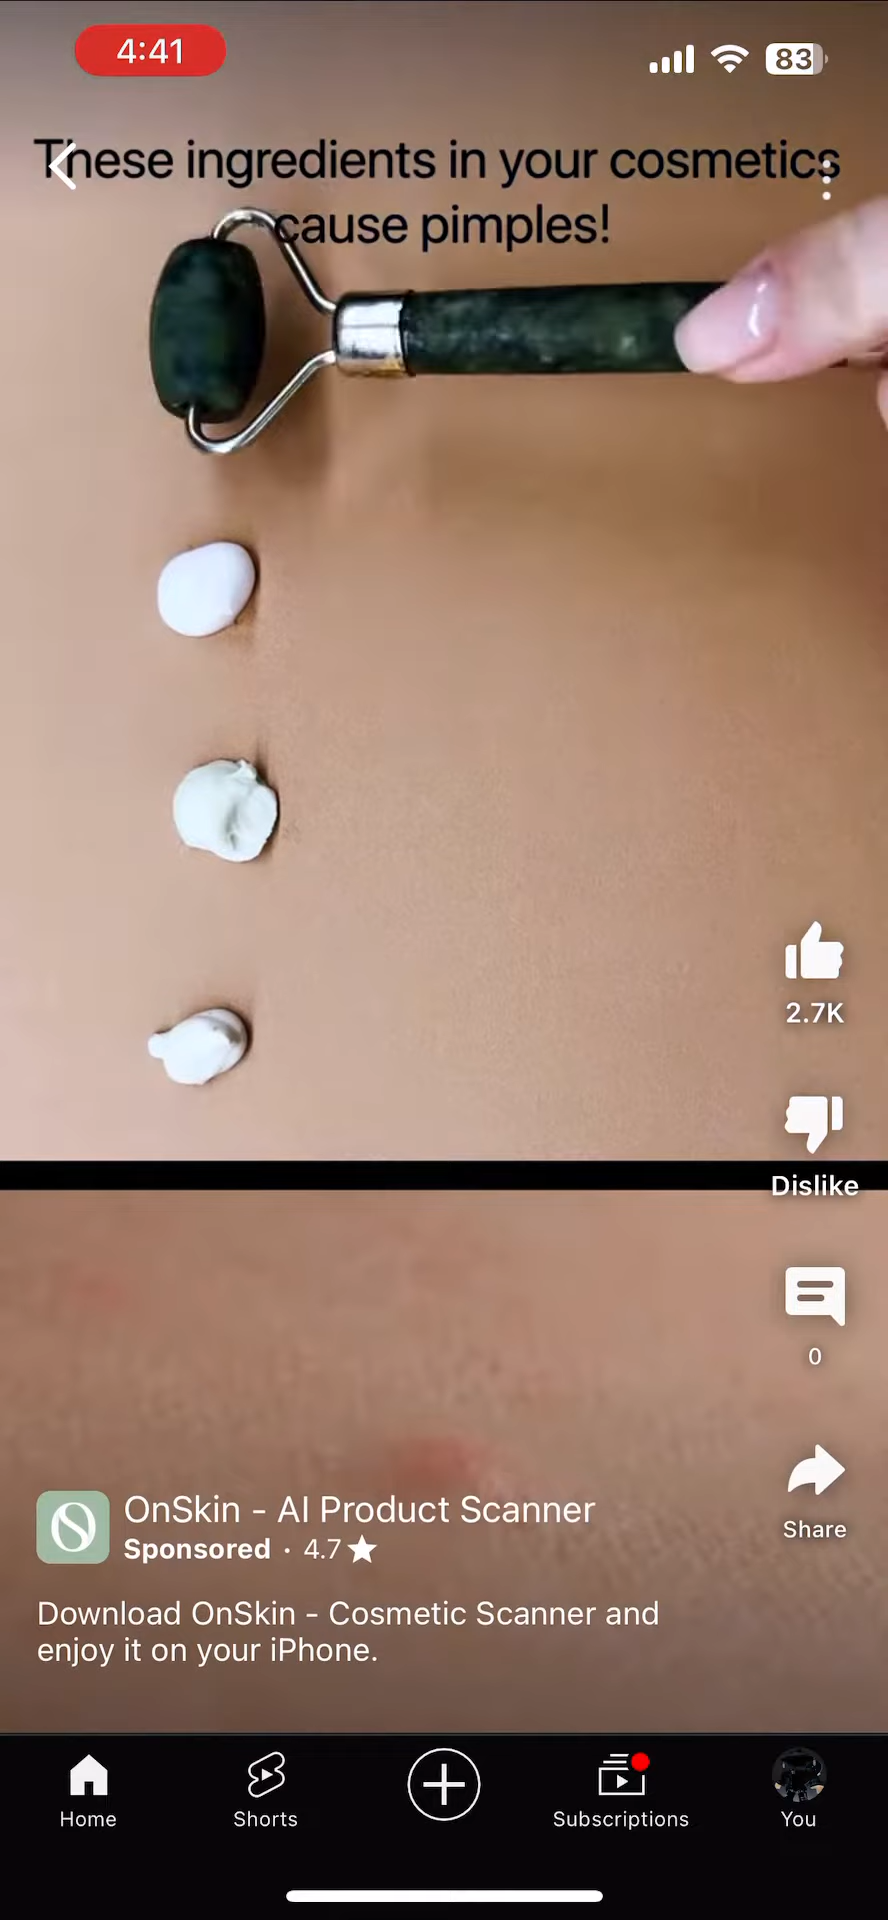 4:41
83
These ingredients in your cosmetics
cause pimples!
2.7K
Dislike
0
Share
OnSkin - AI Product Scanner
Sponsored · 4.7★
Download OnSkin - Cosmetic Scanner and
enjoy it on your iPhone.
Home
Shorts
Subscriptions
You